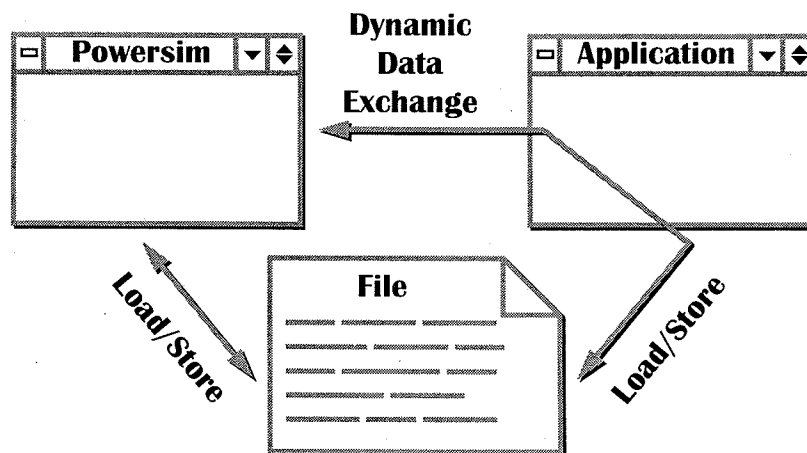 Powersim
Dynamic
Data
Exchange
Application
File
Load/Store
Load/Store